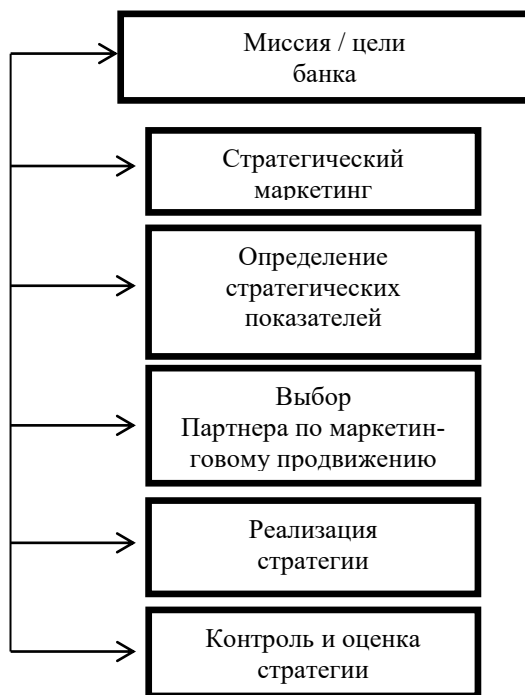 Миссия / цели
банка
Стратегический
маркетинг
Определение
стратегических
показателей
Выбор
Партнера по маркетин-
говому продвижению
Реализация
стратегии
Контроль и оценка
стратегии